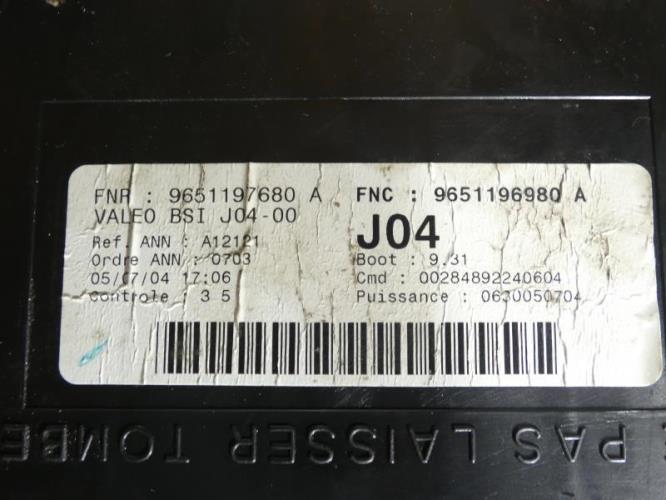 FNR : 9651197680 A FNC : 9651196980 A
VALEO BSI J04-00 J04
Ref. ANN : A12121
Ordre ANN : 0703 Boot : 9.31
05/07/04 17:06 Cmd : 00284892240604
Controle : 3 5 Puissance : 0630050704
PAS LAISSER TOMBE